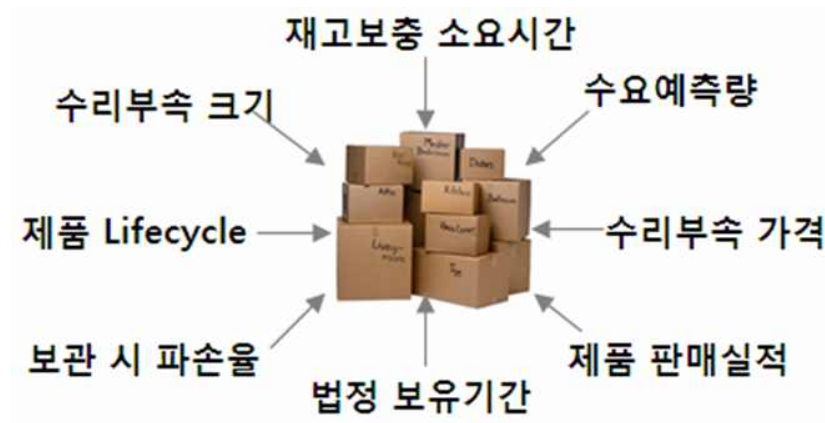 재고보충 소요시간
수리부속 크기
수요예측량
제품 Lifecycle
수리부속 가격
보관 시 파손율
제품 판매실적
법정 보유기간
Dishes
Kitchen